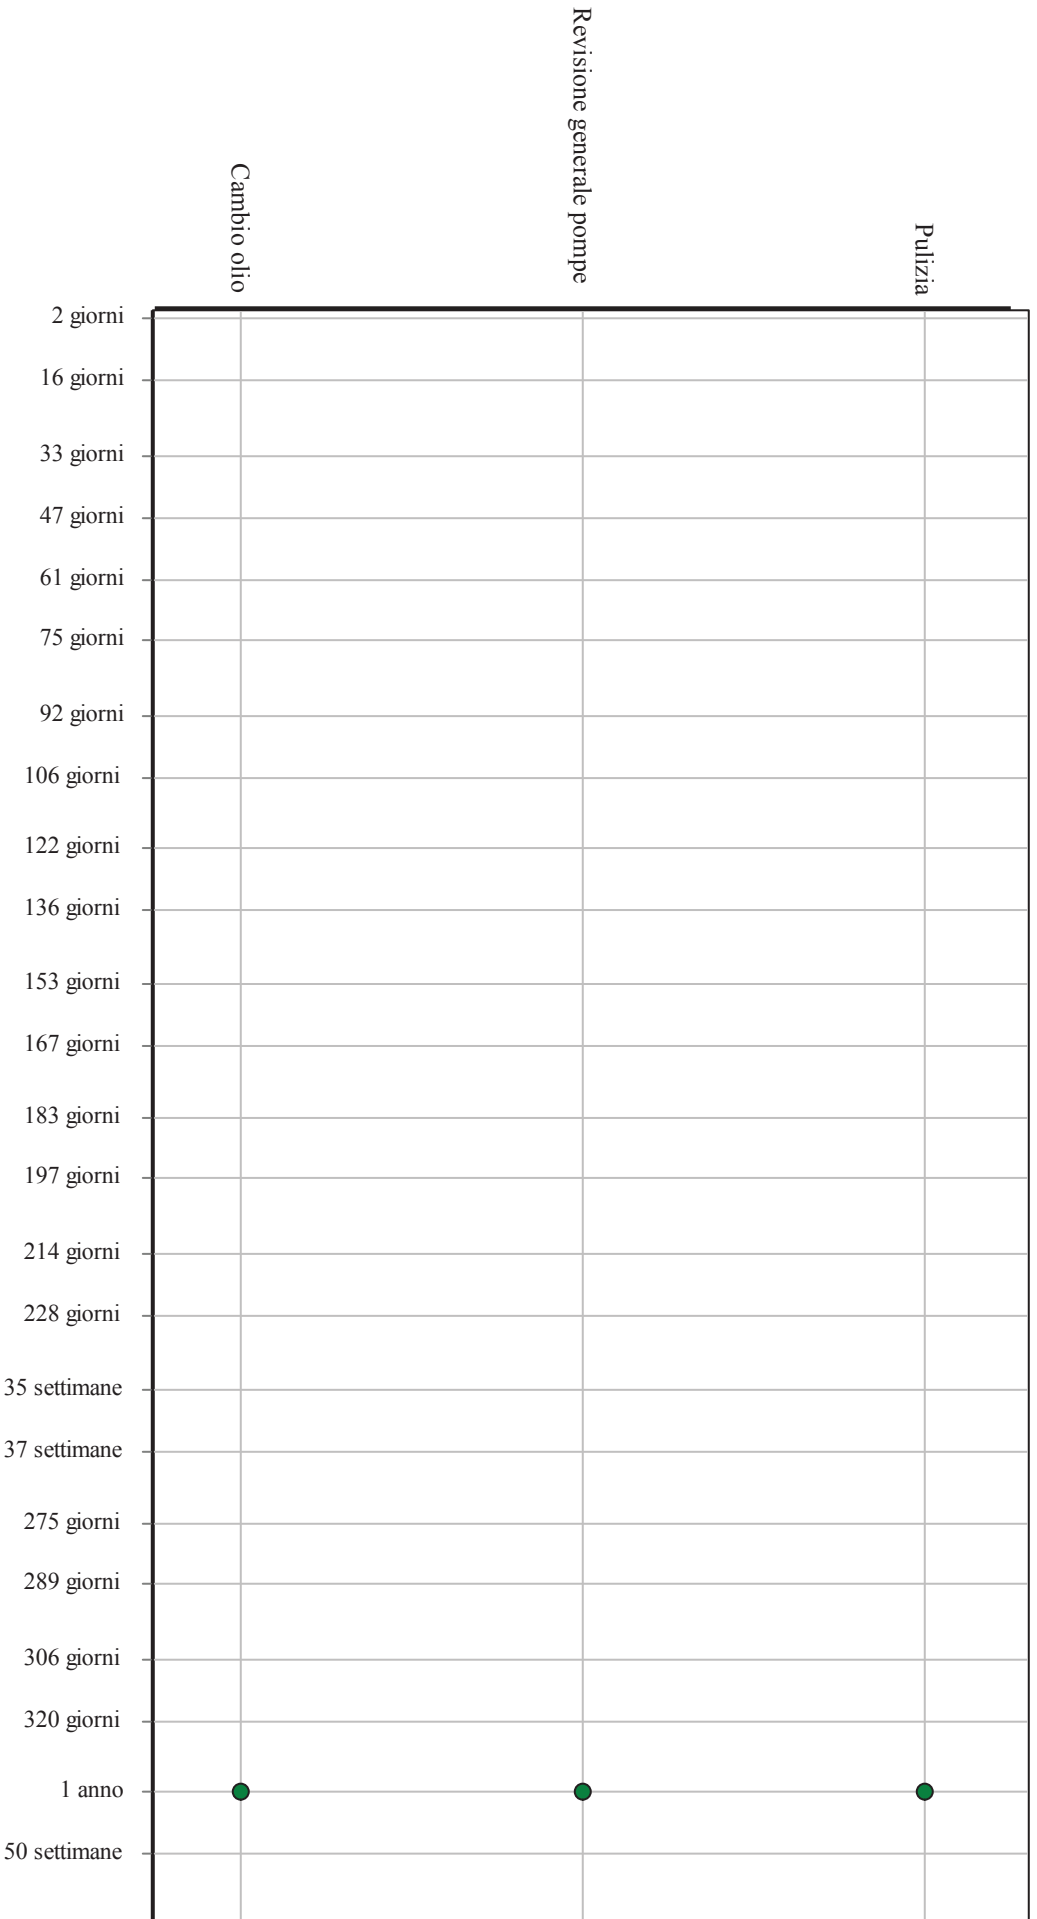 Cambio olio
Revisione generale pompe
Pulizia
2 giorni
16 giorni
33 giorni
47 giorni
61 giorni
75 giorni
92 giorni
106 giorni
122 giorni
136 giorni
153 giorni
167 giorni
183 giorni
197 giorni
214 giorni
228 giorni
35 settimane
37 settimane
275 giorni
289 giorni
306 giorni
320 giorni
1 anno
50 settimane